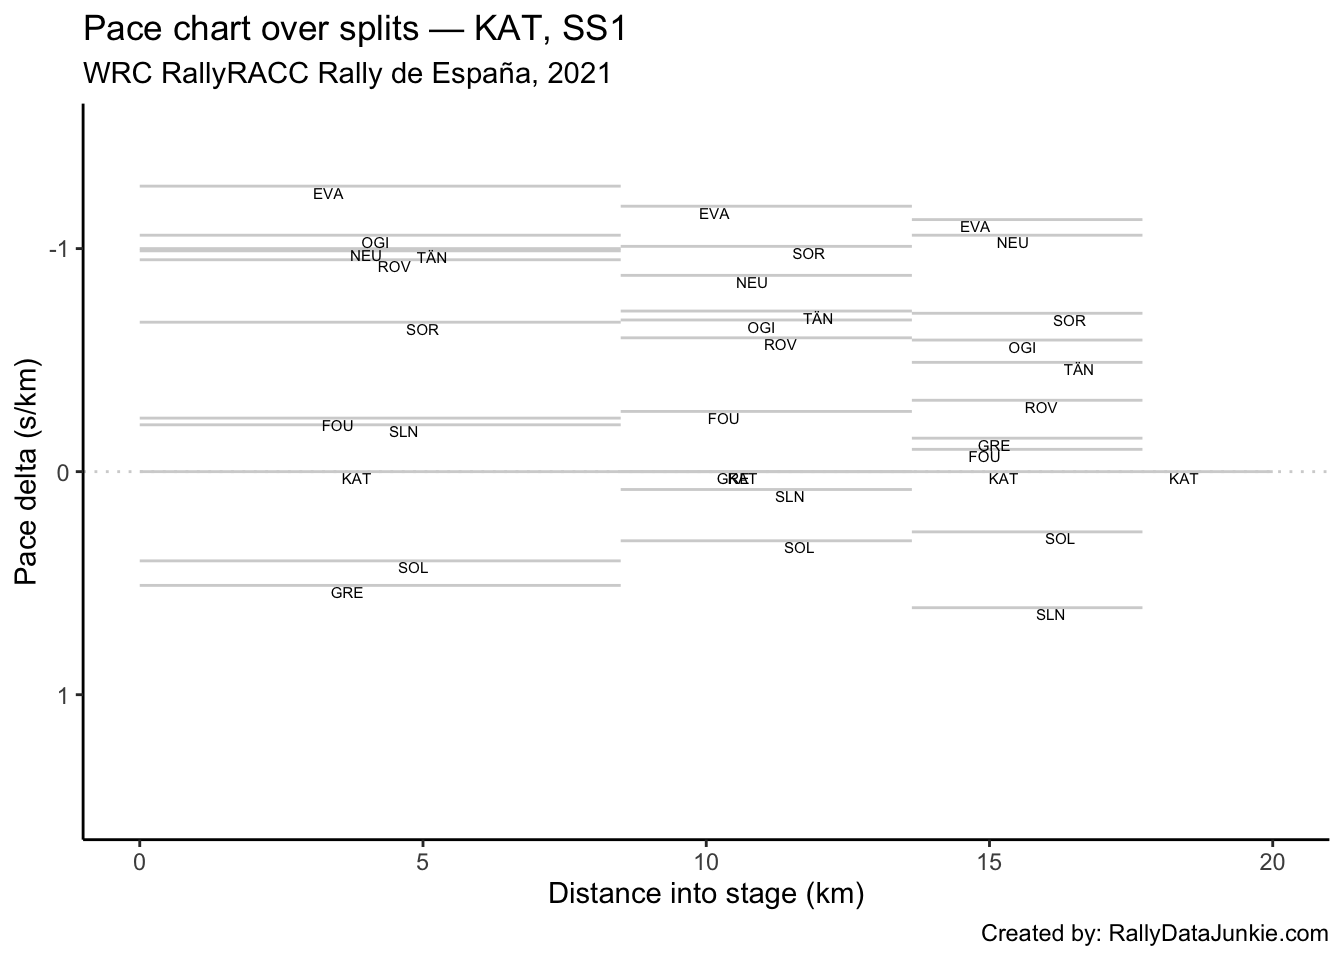 Pace chart over splits — KAT, SS1
WRC RallyRACC Rally de España, 2021
EVA
OGI
NEU TÄN
ROV
SOR
FOU
SLN
KAT
SOL
GRE
EVA
SOR
NEU
TÄN
OGI
ROV
FOU
GRE KAT
SLN
SOL
EVA
NEU
SOR
OGI
TÄN
ROV
GRE
FOU
KAT
SOL
SLN
KAT
-1
0
1
Pace delta (s/km)
0 5 10 15 20
Distance into stage (km)
Created by: RallyDataJunkie.com